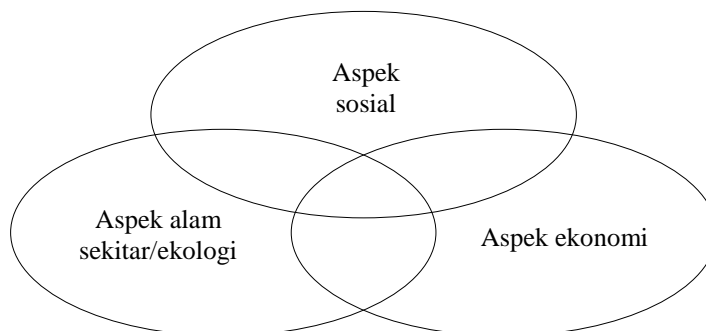 Aspek
sosial
Aspek alam
sekitar/ekologi
Aspek ekonomi